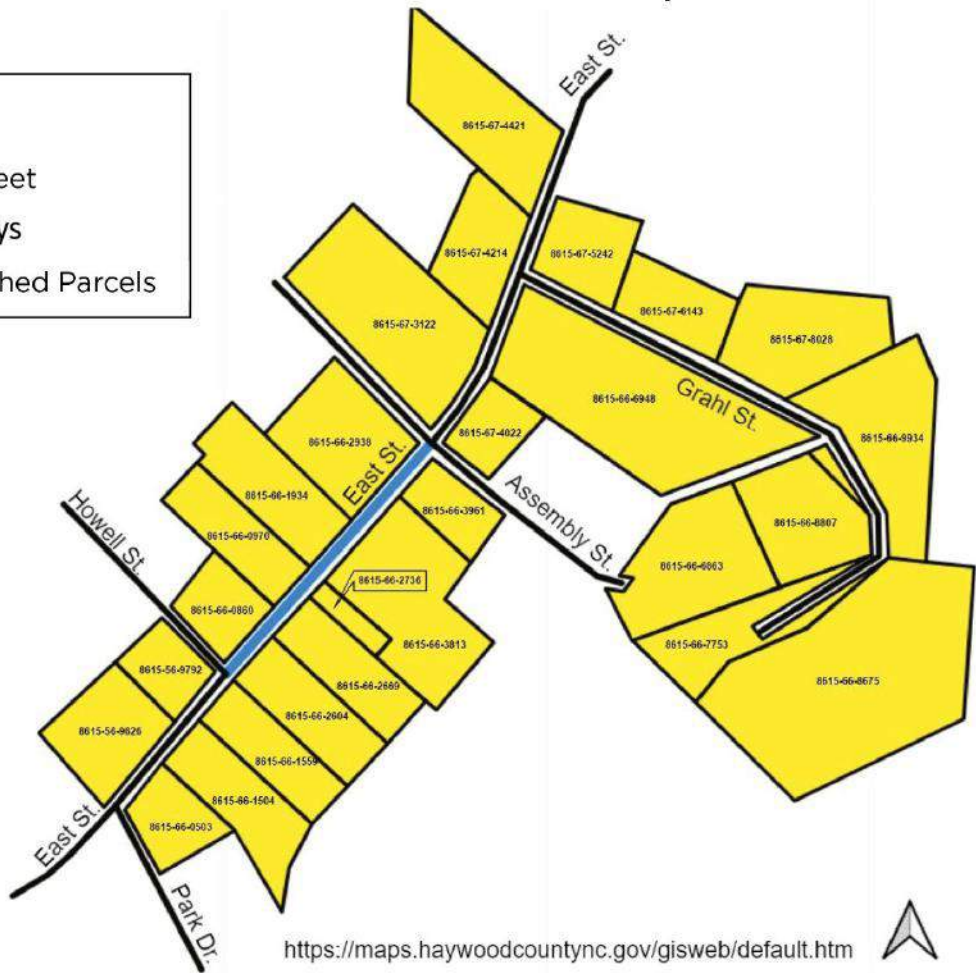 East St.
8615-67-4421
eet
ys
hed Parcels
8615-67-4214
8615-67-5242
8615-67-6143
8615-67-3122
8615-67-8028
Grahl St.
8615-66-6948
8615-67-4022
8615-66-9934
8615-66-2938
East St.
8615-66-1934
Assembly St.
8615-66-3961
Howell St.
8615-66-0970
8615-66-8807
8615-66-6863
8615-66-2736
8615-66-0860
8615-66-3813
8615-66-7753
8615-56-9792
8615-66-2669
8615-66-8675
8615-66-2604
8615-56-9626
8615-66-1559
8615-66-1504
8615-66-0503
East St.
Park Dr.
https://maps.haywoodcountync.gov/gisweb/default.htm